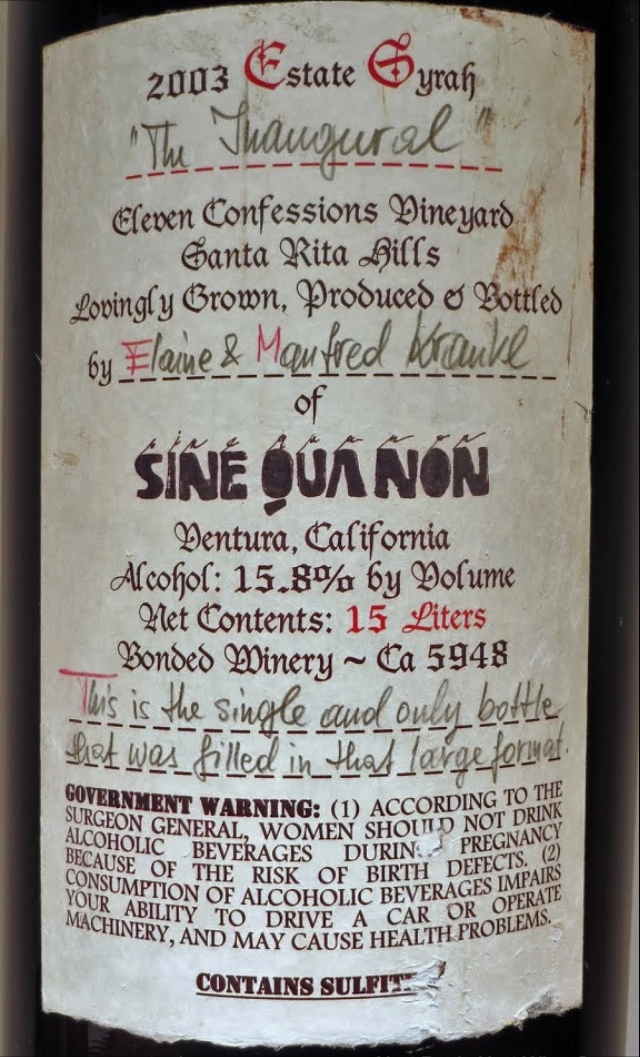 2003 Estate Syrah
"The Inaugural"
Eleven Confessions Vineyard
Santa Rita Hills
Lovingly Grown, Produced & Bottled
by Elaine & Manfred Krankl
of
SINE QUA NON
Ventura, California
Alcohol: 15.8% by Volume
Net Contents: 15 Liters
Bonded Winery ~ Ca 5948
This is the single and only bottle
that was filled in that large format.
GOVERNMENT WARNING: (1) ACCORDING TO THE
SURGEON GENERAL, WOMEN SHOULD NOT DRINK
ALCOHOLIC BEVERAGES DURING PREGNANCY
BECAUSE OF THE RISK OF BIRTH DEFECTS. (2)
CONSUMPTION OF ALCOHOLIC BEVERAGES IMPAIRS
YOUR ABILITY TO DRIVE A CAR OR OPERATE
MACHINERY, AND MAY CAUSE HEALTH PROBLEMS.
CONTAINS SULFIT